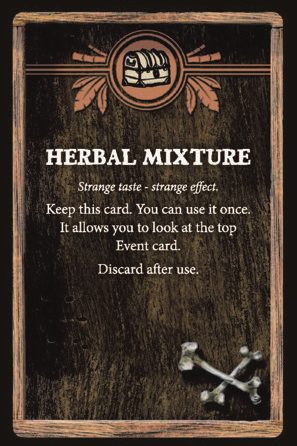 HERBAL MIXTURE
Strange taste - strange effect.
Keep this card. You can use it once.
It allows you to look at the top
Event card.
Discard after use.